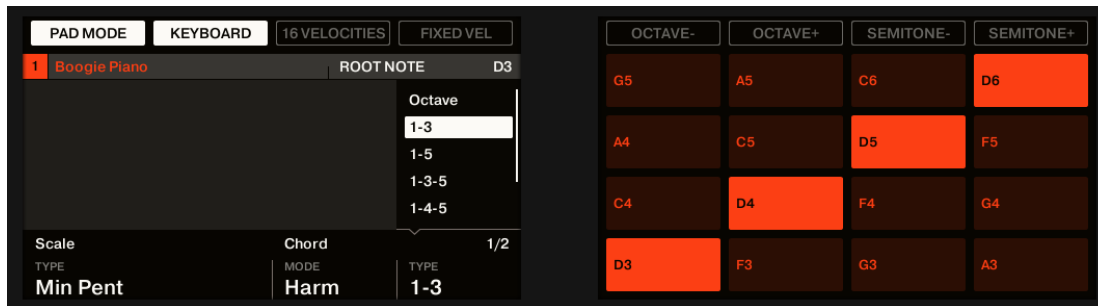 PAD MODE KEYBOARD 16 VELOCITIES FIXED VEL
1 Boogie Piano ROOT NOTE D3
Octave
1-3
1-5
1-3-5
1-4-5
Scale Chord 1/2
TYPE MODE TYPE
Min Pent Harm 1-3
OCTAVE- OCTAVE+ SEMITONE- SEMITONE+
G5 A5 C6 D6
A4 C5 D5 F5
C4 D4 F4 G4
D3 F3 G3 A3